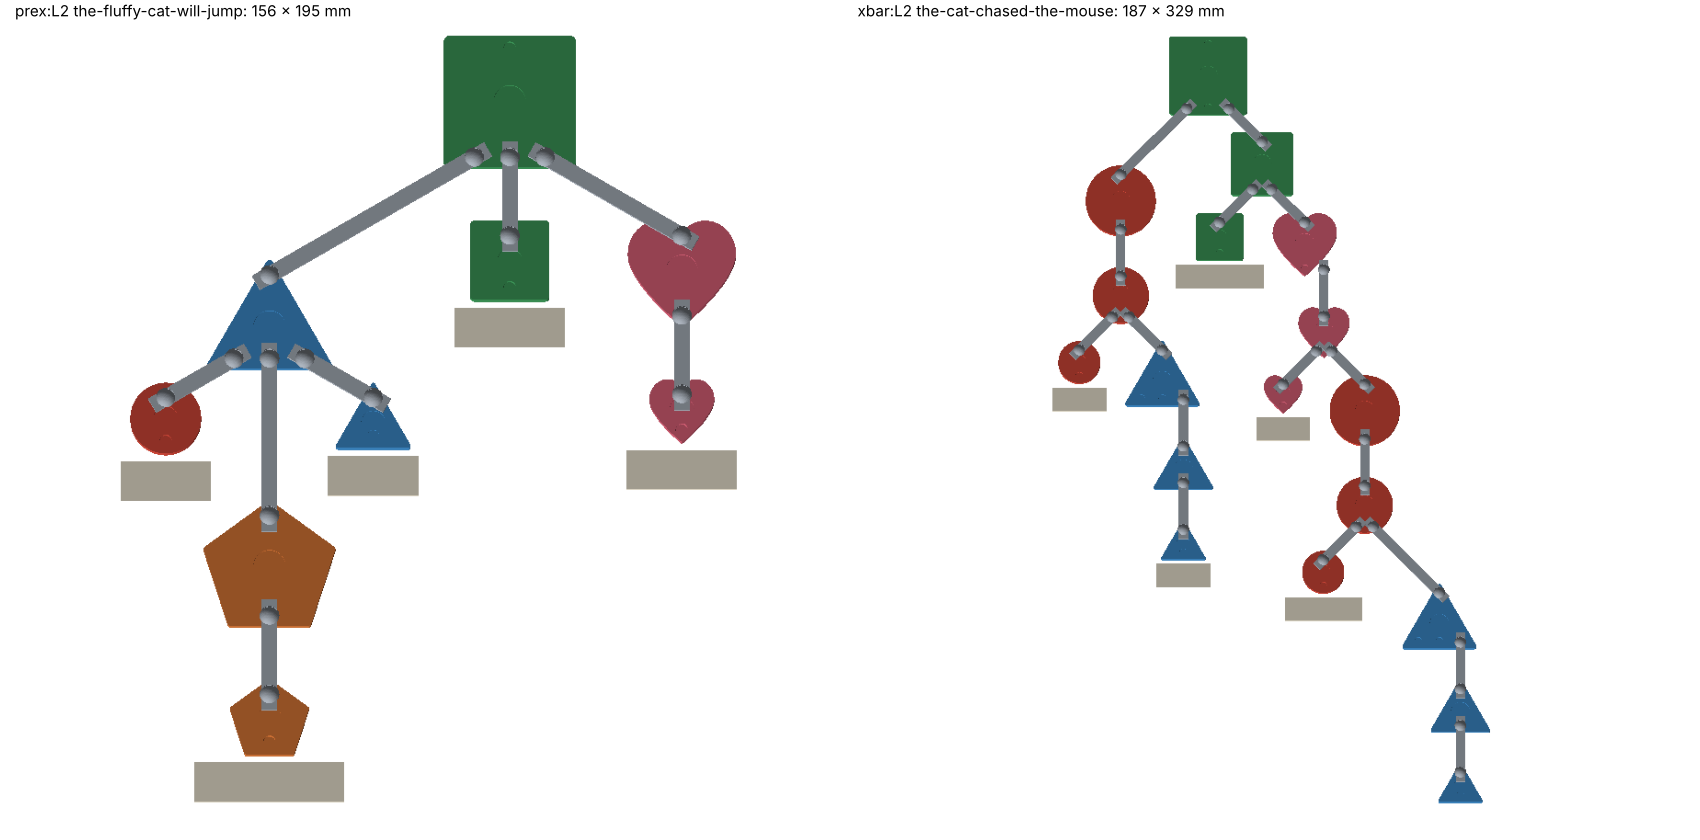 prex:L2 the-fluffy-cat-will-jump: 156 × 195 mm
xbar:L2 the-cat-chased-the-mouse: 187 × 329 mm